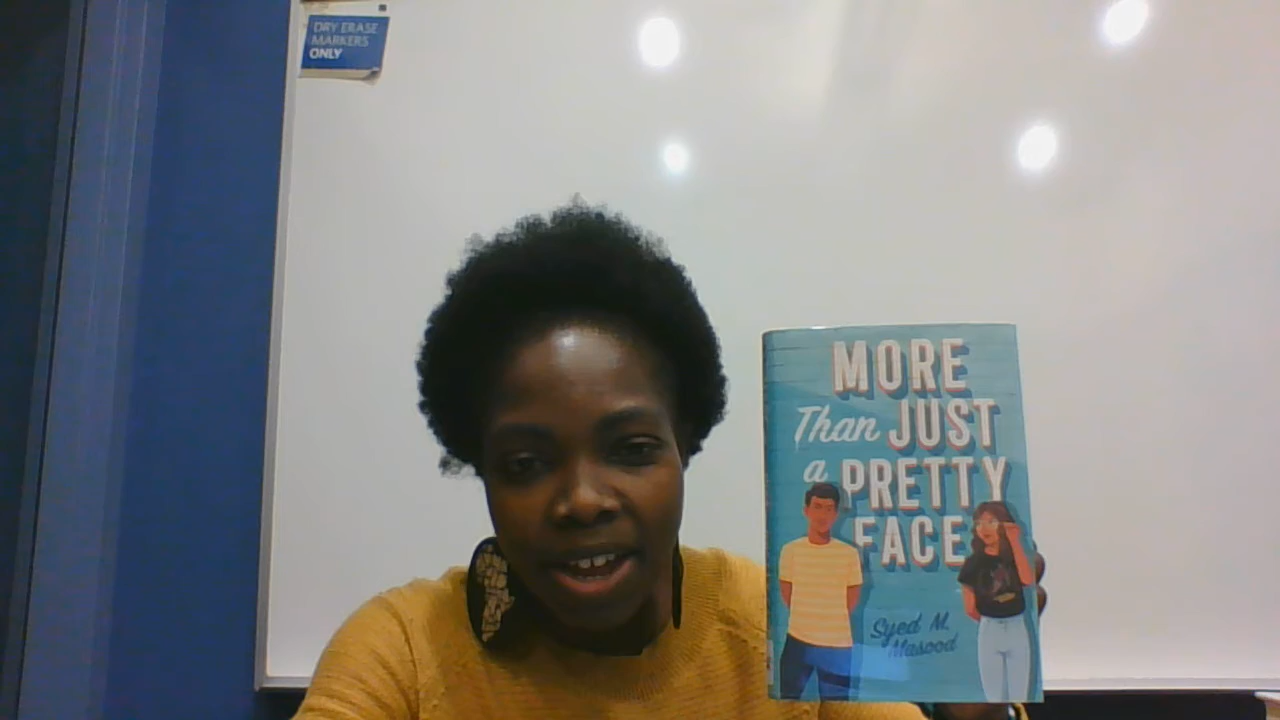 DRY ERASE
MARKERS
ONLY
MORE
Than JUST
a PRETTY
FACE
Syed M.
Masood